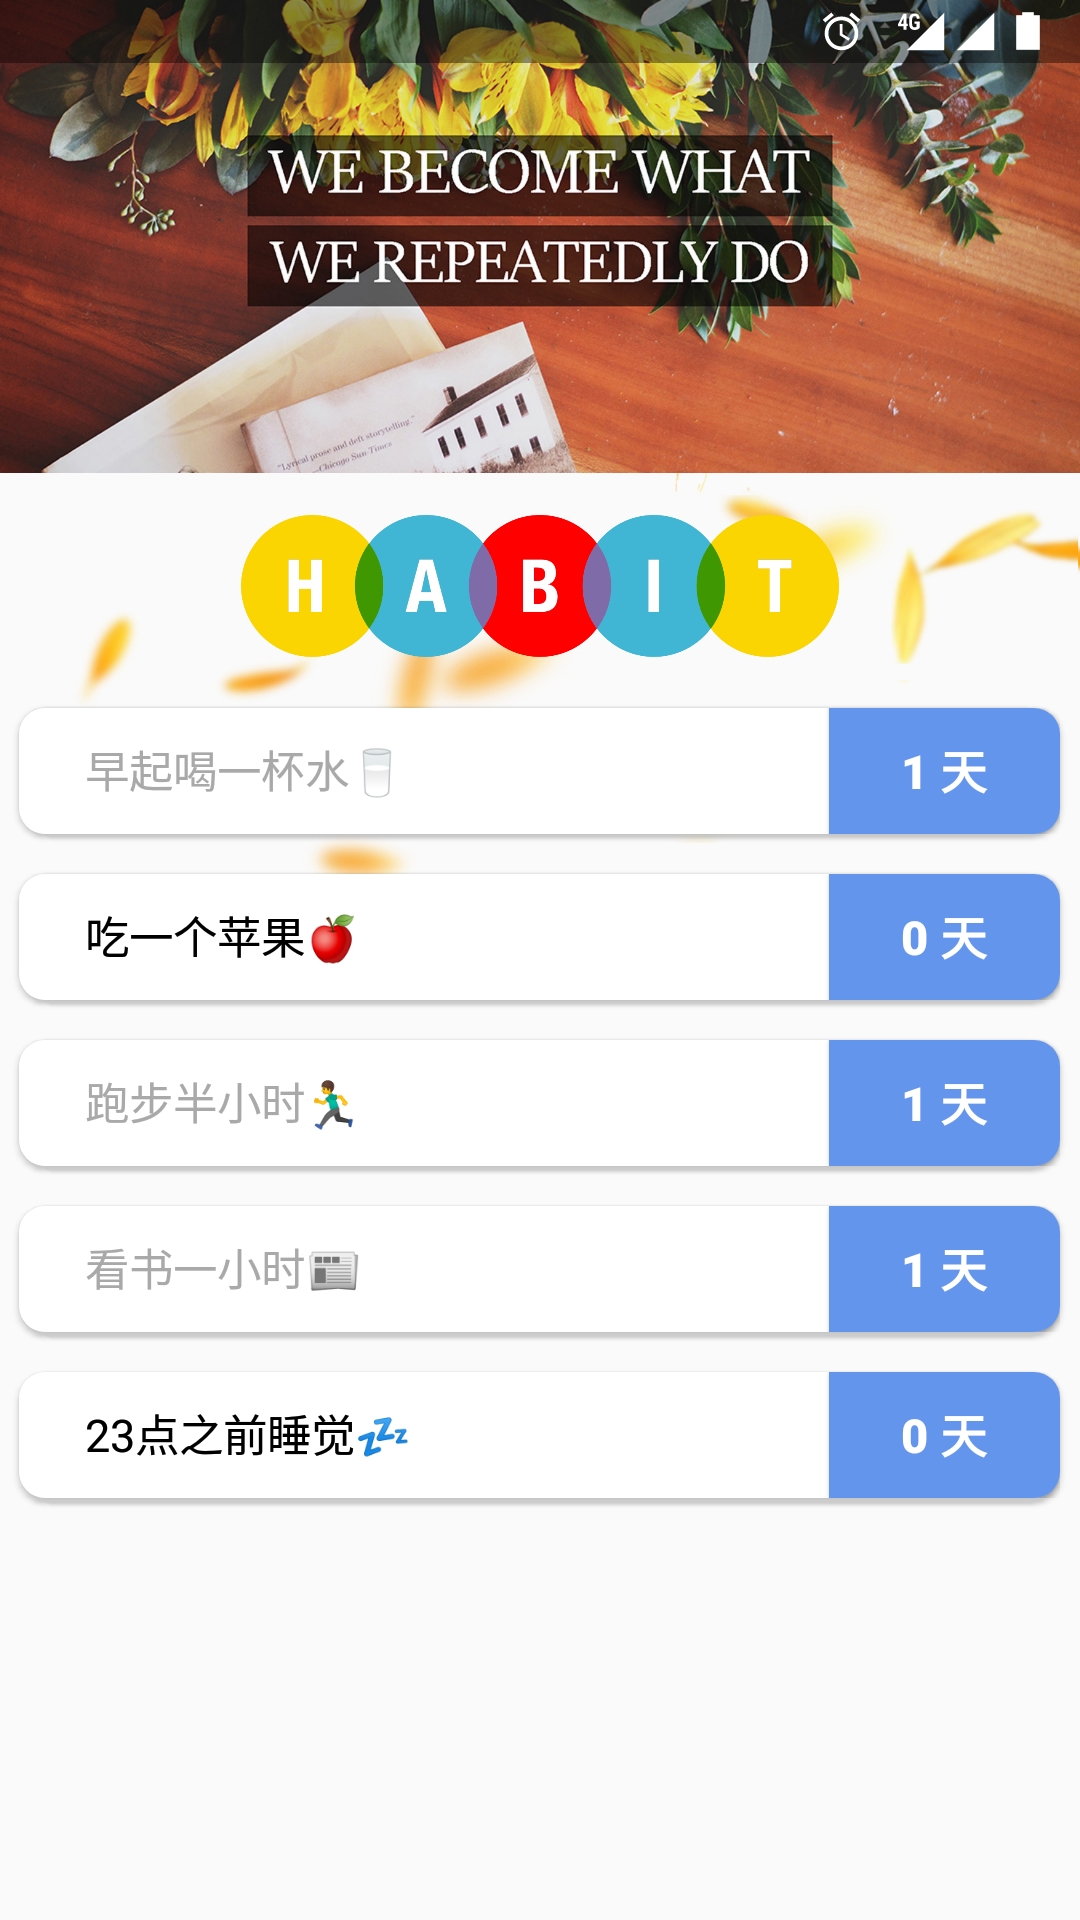 4G
WE BECOME WHAT
WE REPEATEDLY DO
"Lyrical prose and deft storytelling."
—Chicago Sun-Times
HABIT
早起喝一杯水🥛 1 天
吃一个苹果🍎 0 天
跑步半小时🏃‍♂️ 1 天
看书一小时📰 1 天
23点之前睡觉💤 0 天